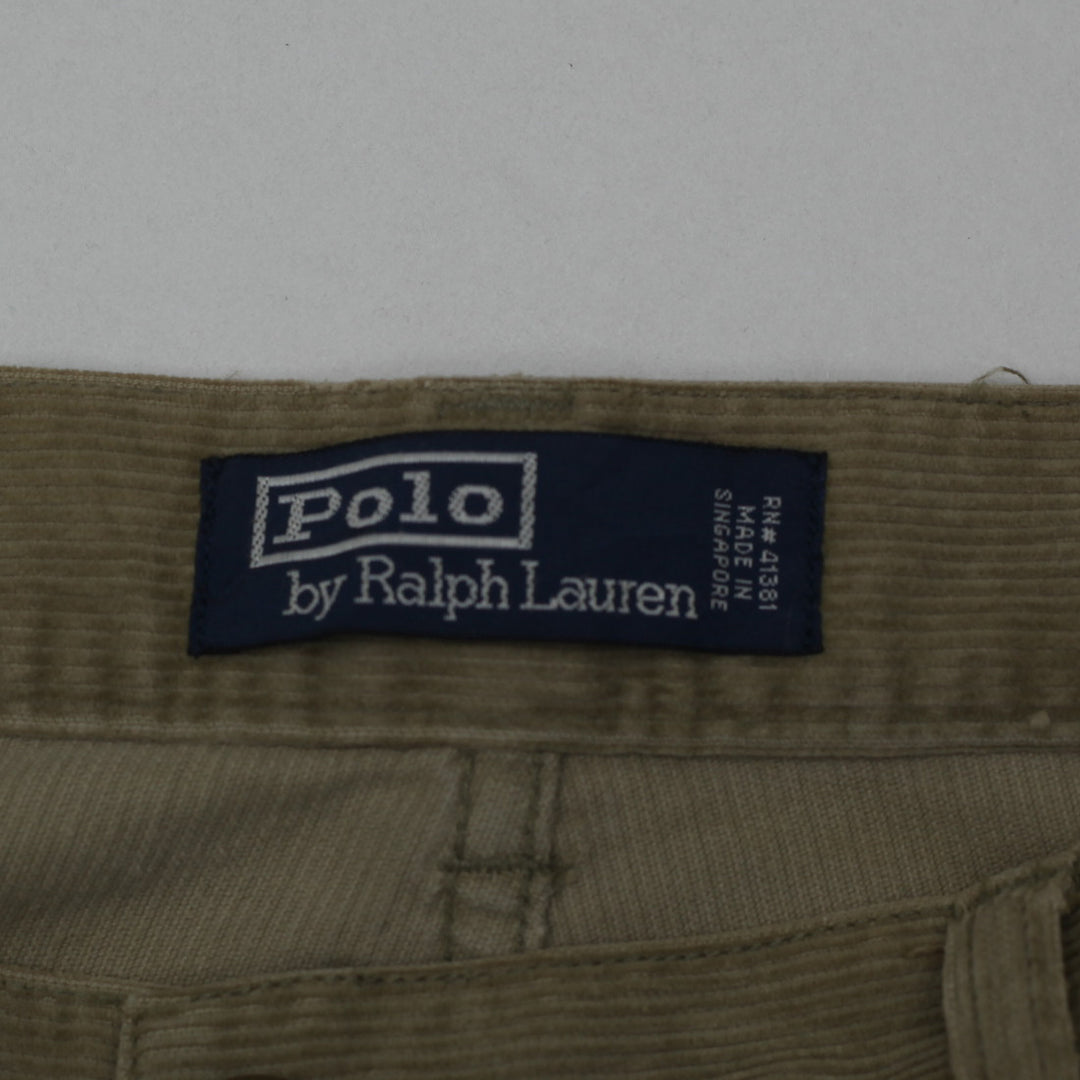 Polo
by Ralph Lauren
RN# 41381
MADE IN
SINGAPORE